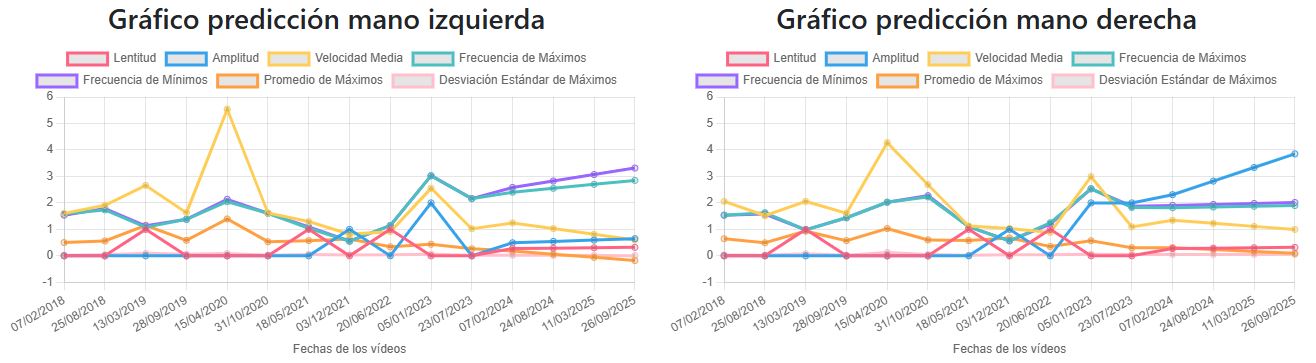 Gráfico predicción mano izquierda
Lentitud Amplitud Velocidad Media Frecuencia de Máximos
Frecuencia de Mínimos Promedio de Máximos Desviación Estándar de Máximos
6
5
4
3
2
1
0
-1
07/02/2018 25/08/2018 13/03/2019 28/09/2019 15/04/2020 31/10/2020 18/05/2021 03/12/2021 20/06/2022 05/01/2023 23/07/2023 07/02/2024 24/08/2024 11/03/2025 26/09/2025
Fechas de los vídeos
Gráfico predicción mano derecha
Lentitud Amplitud Velocidad Media Frecuencia de Máximos
Frecuencia de Mínimos Promedio de Máximos Desviación Estándar de Máximos
6
5
4
3
2
1
0
-1
07/02/2018 25/08/2018 13/03/2019 28/09/2019 15/04/2020 31/10/2020 18/05/2021 03/12/2021 20/06/2022 05/01/2023 23/07/2023 07/02/2024 24/08/2024 11/03/2025 26/09/2025
Fechas de los vídeos